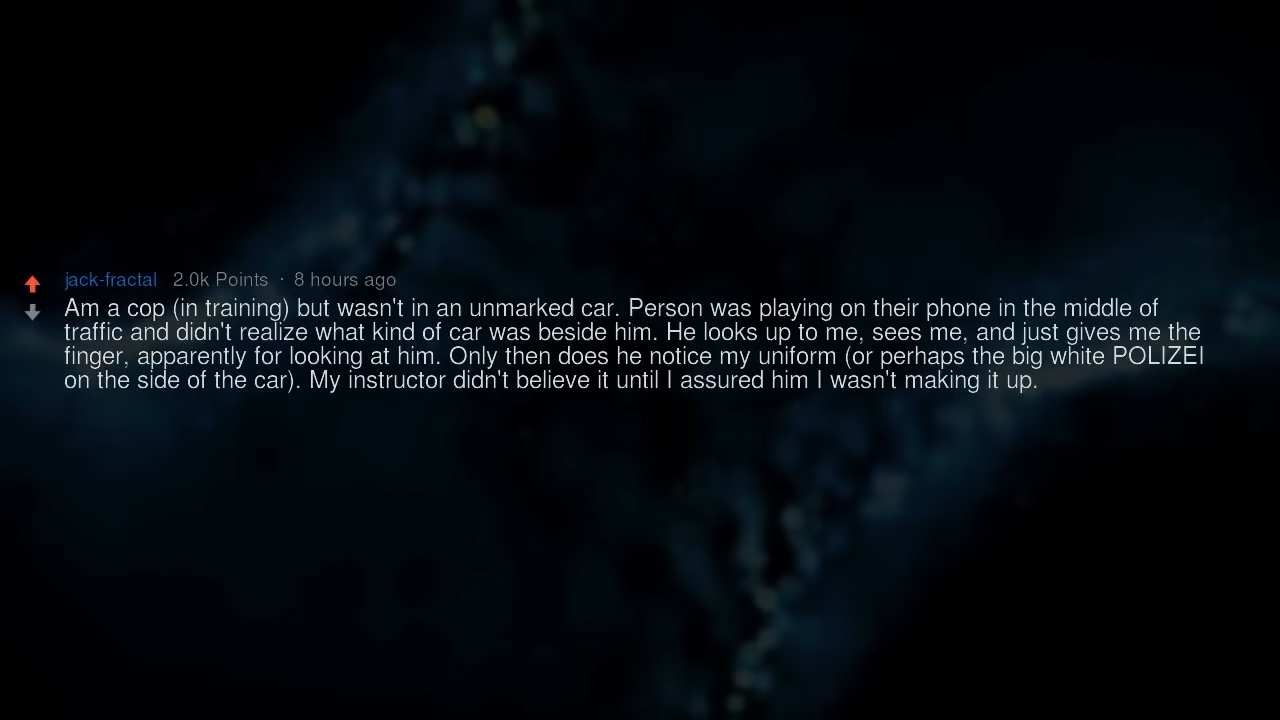 jack-fractal 2.0k Points · 8 hours ago
Am a cop (in training) but wasn't in an unmarked car. Person was playing on their phone in the middle of
traffic and didn't realize what kind of car was beside him. He looks up to me, sees me, and just gives me the
finger, apparently for looking at him. Only then does he notice my uniform (or perhaps the big white POLIZEI
on the side of the car). My instructor didn't believe it until I assured him I wasn't making it up.